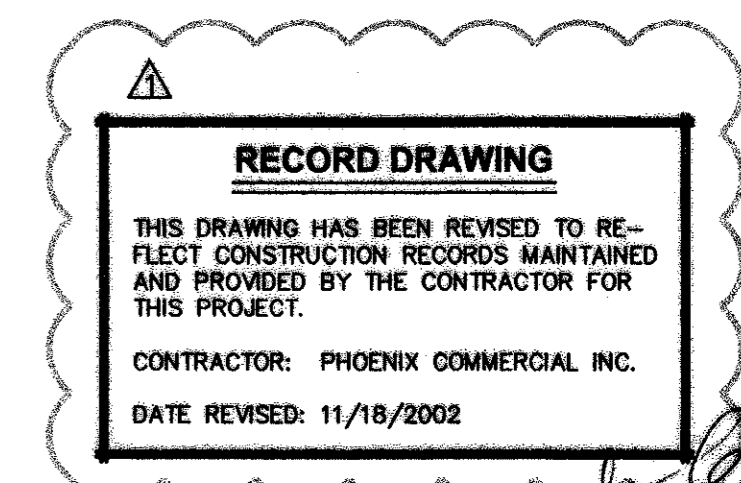 1
RECORD DRAWING
THIS DRAWING HAS BEEN REVISED TO RE-
FLECT CONSTRUCTION RECORDS MAINTAINED
AND PROVIDED BY THE CONTRACTOR FOR
THIS PROJECT.
CONTRACTOR: PHOENIX COMMERCIAL INC.
DATE REVISED: 11/18/2002